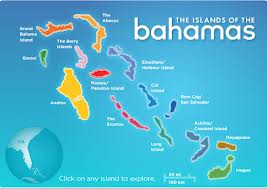 THE ISLANDS OF THE
bahamas
The
Abacos
Grand
Bahama
Island
The Berry
Islands
Bimini
Eleuthera/
Harbour Island
Nassau/
Paradise Island
Cat
Island
Andros
Rum Cay/
San Salvador
The
Exumas
Long
Island
Acklins/
Crooked Island
Mayaguana
Inagua
U.S.
Click on any island to explore.
50 mi
100 km